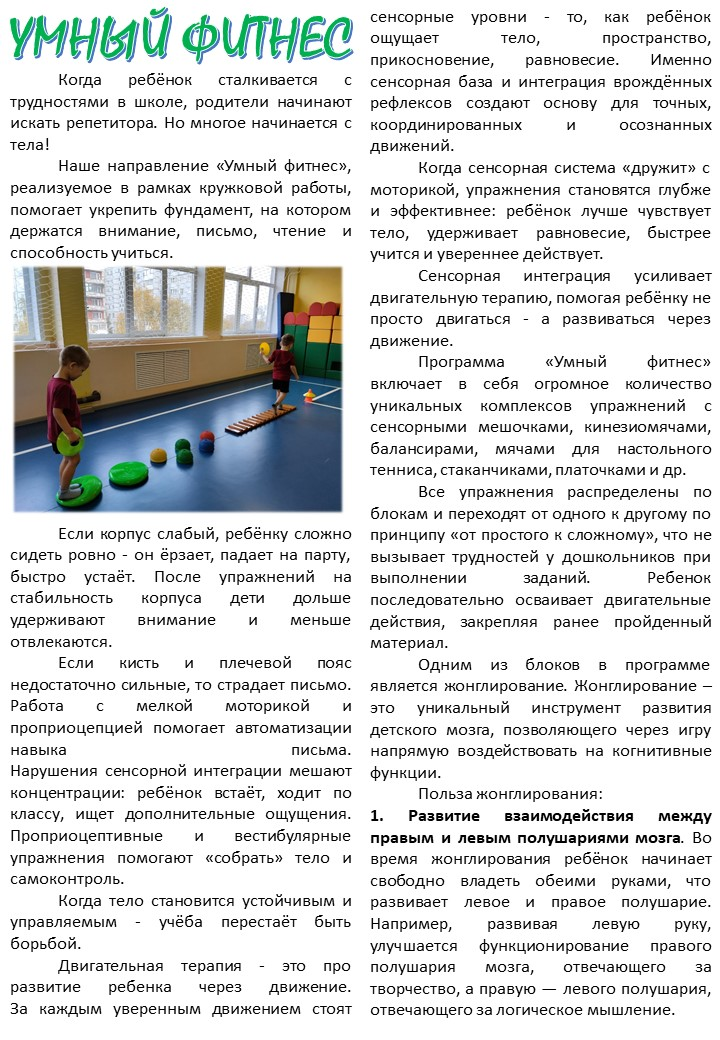 УМНЫЙ ФИТНЕС
Когда ребёнок сталкивается с
трудностями в школе, родители начинают
искать репетитора. Но многое начинается с
тела!
Наше направление «Умный фитнес»,
реализуемое в рамках кружковой работы,
помогает укрепить фундамент, на котором
держатся внимание, письмо, чтение и
способность учиться.
Если корпус слабый, ребёнку сложно
сидеть ровно - он ёрзает, падает на парту,
быстро устаёт. После упражнений на
стабильность корпуса дети дольше
удерживают внимание и меньше
отвлекаются.
Если кисть и плечевой пояс
недостаточно сильные, то страдает письмо.
Работа с мелкой моторикой и
проприоцепцией помогает автоматизации
навыка письма.
Нарушения сенсорной интеграции мешают
концентрации: ребёнок встаёт, ходит по
классу, ищет дополнительные ощущения.
Проприоцептивные и вестибулярные
упражнения помогают «собрать» тело и
самоконтроль.
Когда тело становится устойчивым и
управляемым - учёба перестаёт быть
борьбой.
Двигательная терапия - это про
развитие ребенка через движение.
За каждым уверенным движением стоят
сенсорные уровни - то, как ребёнок
ощущает тело, пространство,
прикосновение, равновесие. Именно
сенсорная база и интеграция врождённых
рефлексов создают основу для точных,
координированных и осознанных
движений.
Когда сенсорная система «дружит» с
моторикой, упражнения становятся глубже
и эффективнее: ребёнок лучше чувствует
тело, удерживает равновесие, быстрее
учится и увереннее действует.
Сенсорная интеграция усиливает
двигательную терапию, помогая ребёнку не
просто двигаться - а развиваться через
движение.
Программа «Умный фитнес»
включает в себя огромное количество
уникальных комплексов упражнений с
сенсорными мешочками, кинезиомячами,
балансирами, мячами для настольного
тенниса, стаканчиками, платочками и др.
Все упражнения распределены по
блокам и переходят от одного к другому по
принципу «от простого к сложному», что не
вызывает трудностей у дошкольников при
выполнении заданий. Ребенок
последовательно осваивает двигательные
действия, закрепляя ранее пройденный
материал.
Одним из блоков в программе
является жонглирование. Жонглирование –
это уникальный инструмент развития
детского мозга, позволяющего через игру
напрямую воздействовать на когнитивные
функции.
Польза жонглирования:
1. Развитие взаимодействия между
правым и левым полушариями мозга. Во
время жонглирования ребёнок начинает
свободно владеть обеими руками, что
развивает левое и правое полушарие.
Например, развивая левую руку,
улучшается функционирование правого
полушария мозга, отвечающего за
творчество, а правую — левого полушария,
отвечающего за логическое мышление.